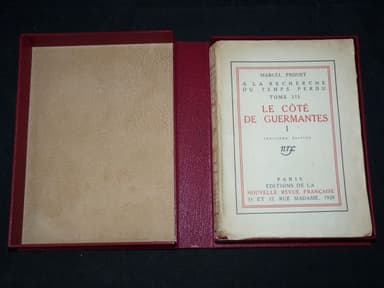 MARCEL PROUST
A LA RECHERCHE
DU TEMPS PERDU
TOME III
LE CÔTÉ
DE GUERMANTES
I
nrf
PARIS
EDITIONS DE LA
NOUVELLE REVUE FRANÇAISE
35 ET 37, RUE MADAME. 1920